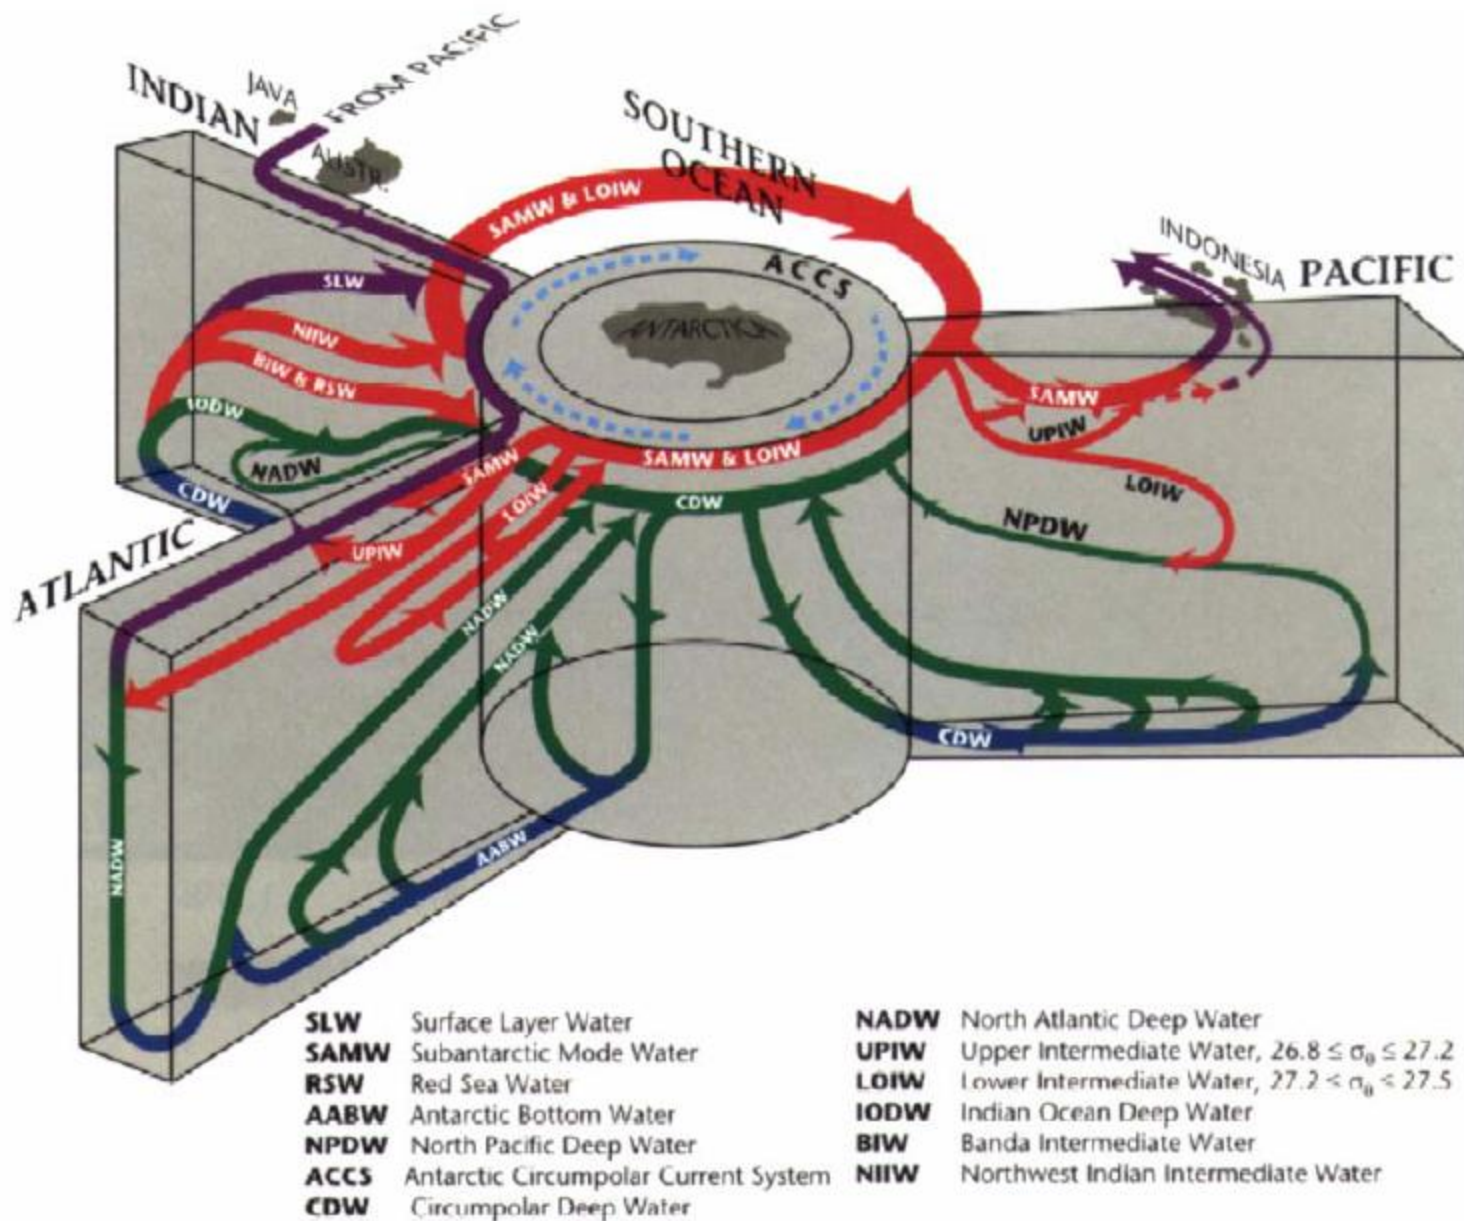 FROM PACIFIC
INDIAN
JAVA
AUSTR.
SOUTHERN
OCEAN
SAMW & LOIW
ACCS
ANTARCTICA
INDONESIA
PACIFIC
SLW
NIIW
BIW & RSW
IODW
NADW
CDW
SAMW
LOIW
UPIW
SAMW & LOIW
CDW
SAMW
UPIW
LOIW
NPDW
ATLANTIC
NADW
NADW
NADW
AABW
CDW
SLW Surface Layer Water
SAMW Subantarctic Mode Water
RSW Red Sea Water
AABW Antarctic Bottom Water
NPDW North Pacific Deep Water
ACCS Antarctic Circumpolar Current System
CDW Circumpolar Deep Water
NADW North Atlantic Deep Water
UPIW Upper Intermediate Water, 26.8 ≤ σθ ≤ 27.2
LOIW Lower Intermediate Water, 27.2 ≤ σθ ≤ 27.5
IODW Indian Ocean Deep Water
BIW Banda Intermediate Water
NIIW Northwest Indian Intermediate Water